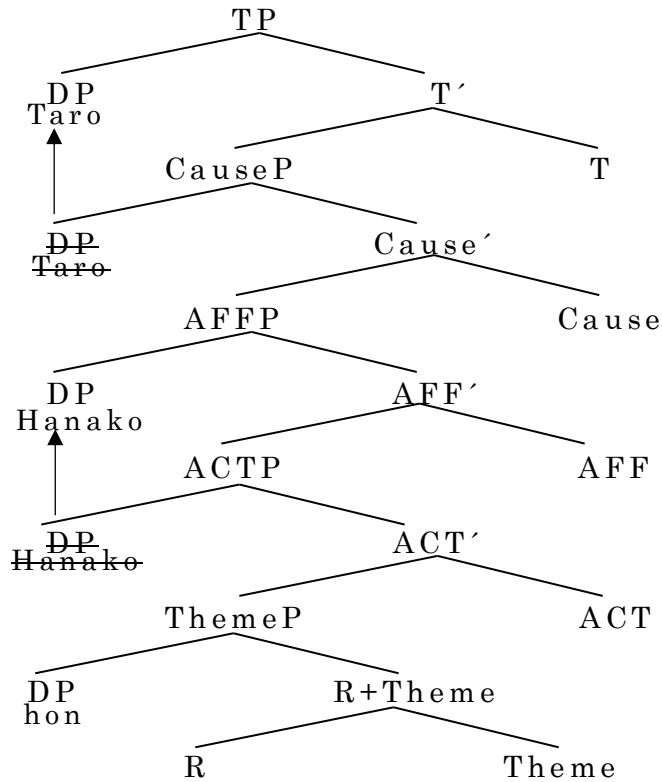 TP
DP T´
Taro
CauseP T
DP Cause´
Taro
AFFP Cause
DP AFF´
Hanako
ACTP AFF
DP ACT´
Hanako
ThemeP ACT
DP R+Theme
hon
R Theme